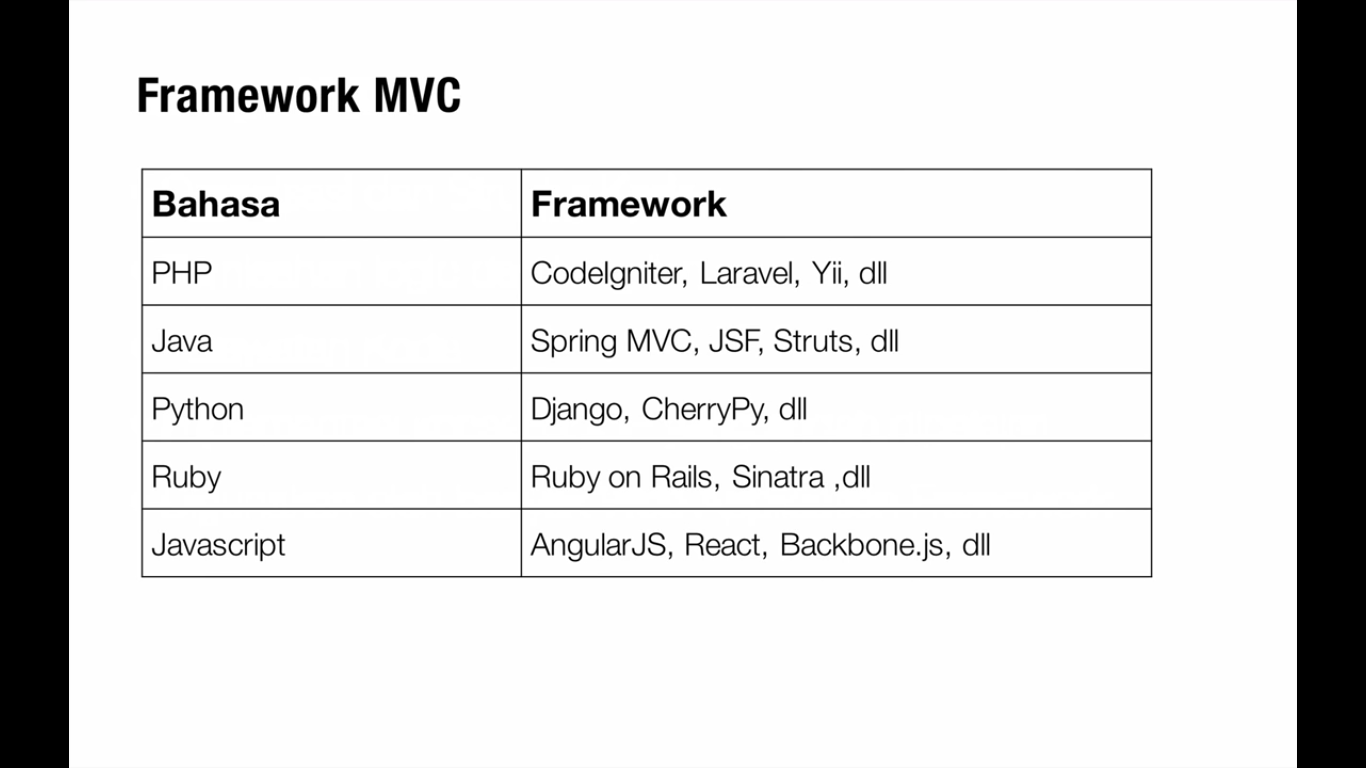 Framework MVC
Bahasa Framework
PHP CodeIgniter, Laravel, Yii, dll
Java Spring MVC, JSF, Struts, dll
Python Django, CherryPy, dll
Ruby Ruby on Rails, Sinatra ,dll
Javascript AngularJS, React, Backbone.js, dll